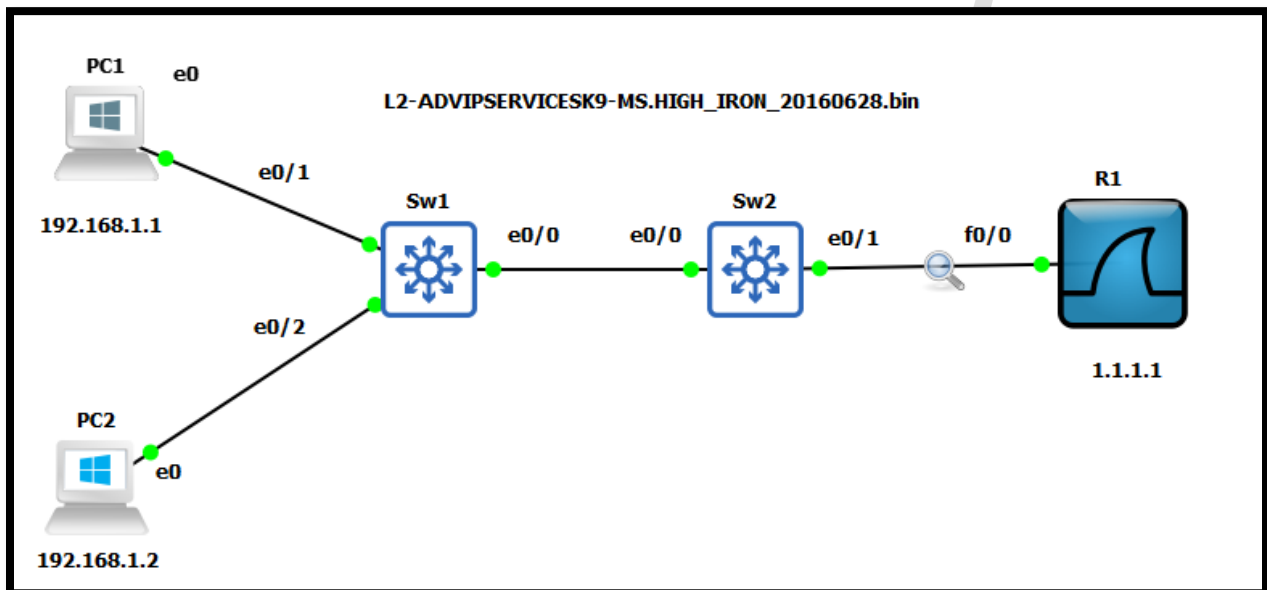 PC1
e0
L2-ADVIPSERVICESK9-MS.HIGH_IRON_20160628.bin
e0/1
192.168.1.1
Sw1
Sw2
R1
e0/0
e0/0
e0/1
f0/0
e0/2
1.1.1.1
PC2
e0
192.168.1.2